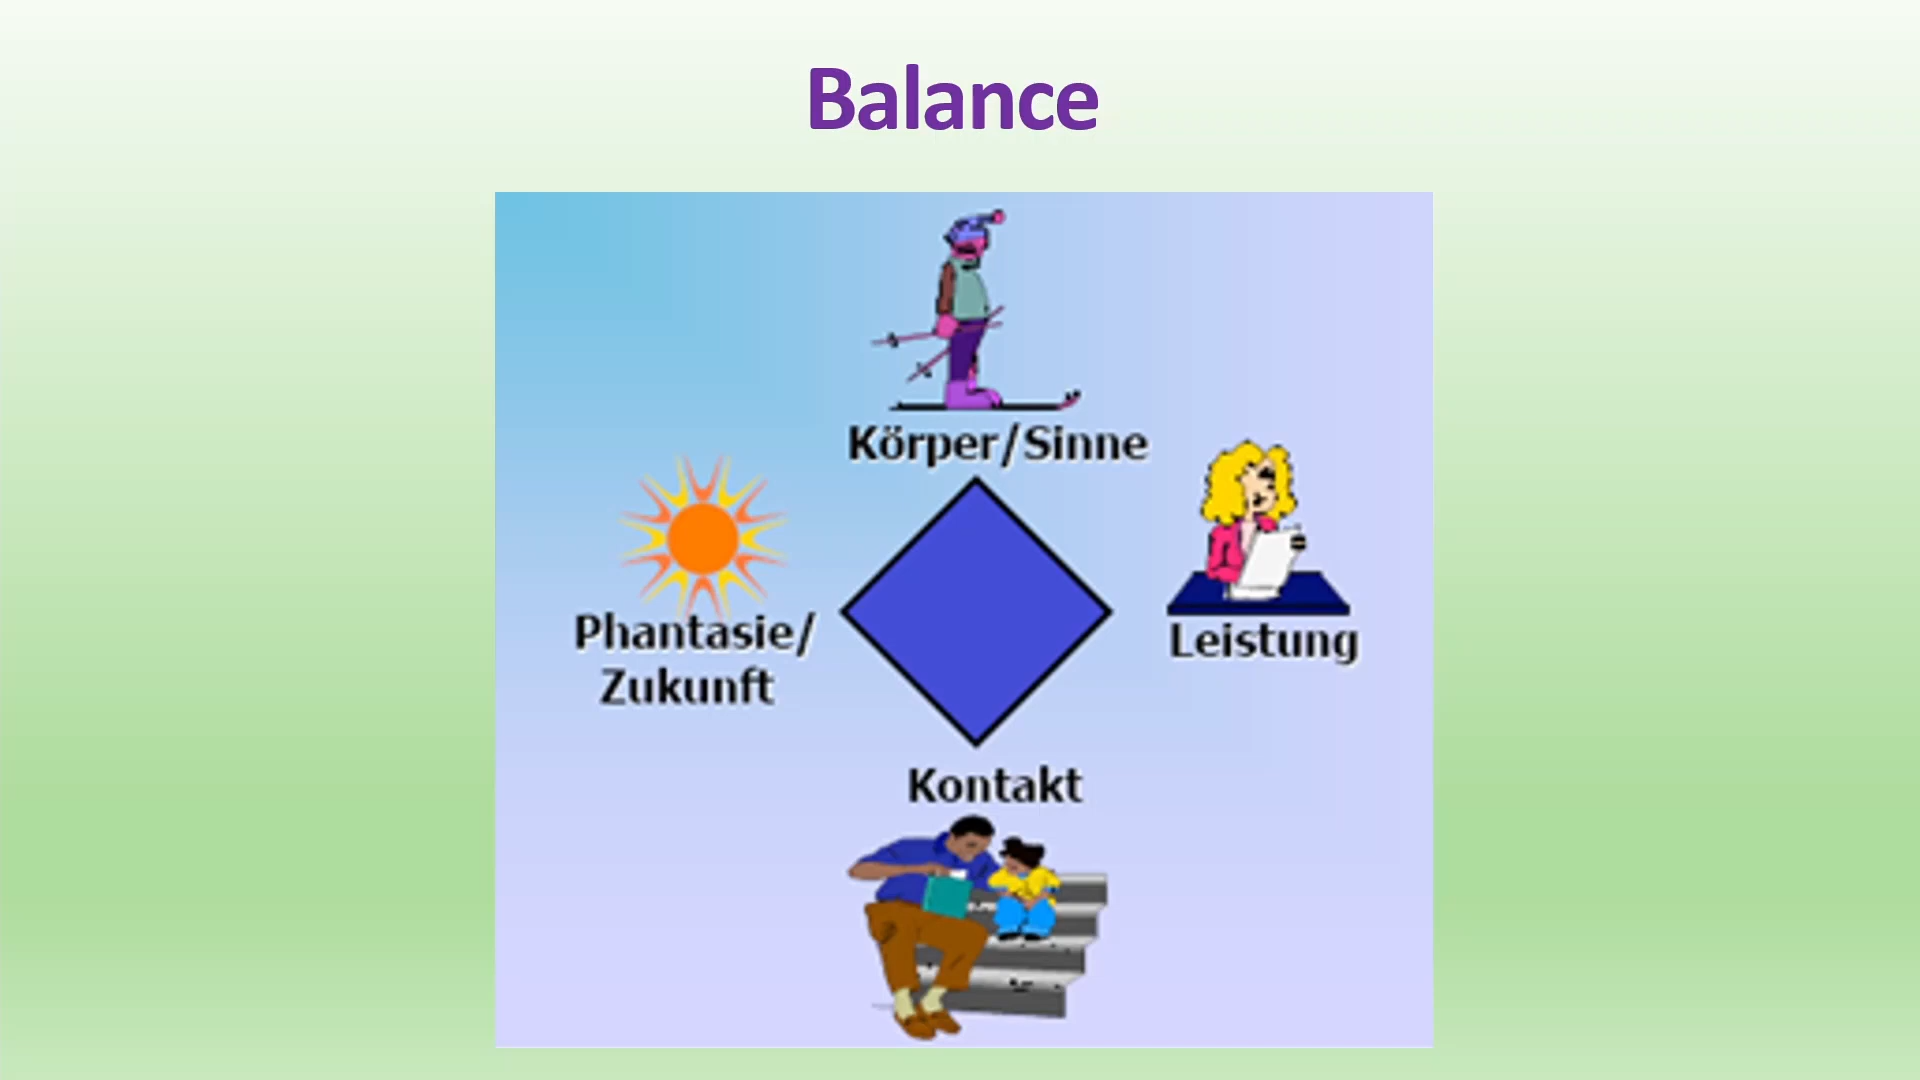 Balance
Körper/Sinne
Phantasie/
Zukunft
Leistung
Kontakt